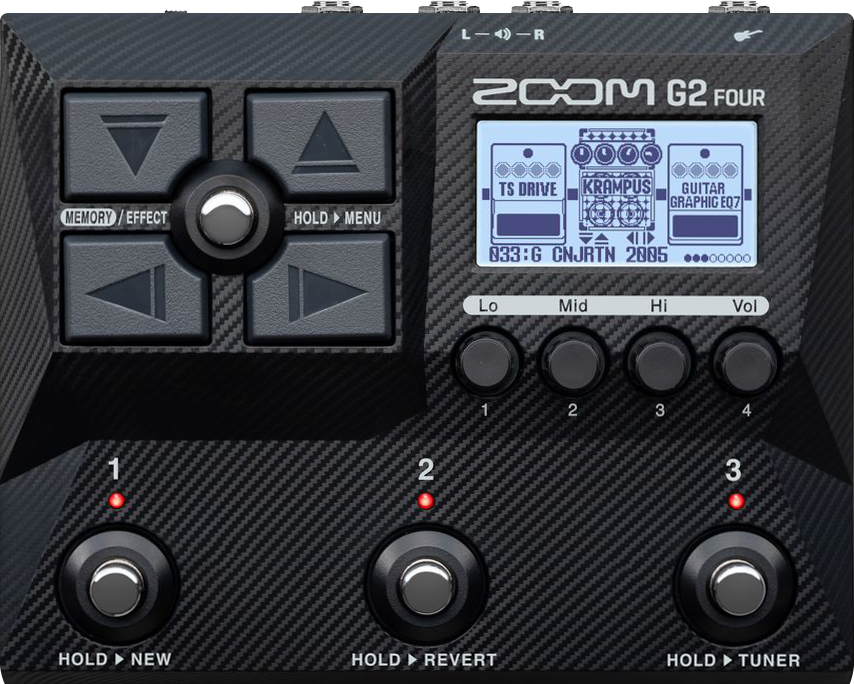 L R
ZOOM G2 FOUR
TS DRIVE
KRAMPUS
GUITAR
GRAPHIC EQ7
033:G CNJRTN 2005
MEMORY / EFFECT
HOLD ▶ MENU
Lo Mid Hi Vol
1 2 3 4
1 2 3
HOLD ▶ NEW
HOLD ▶ REVERT
HOLD ▶ TUNER